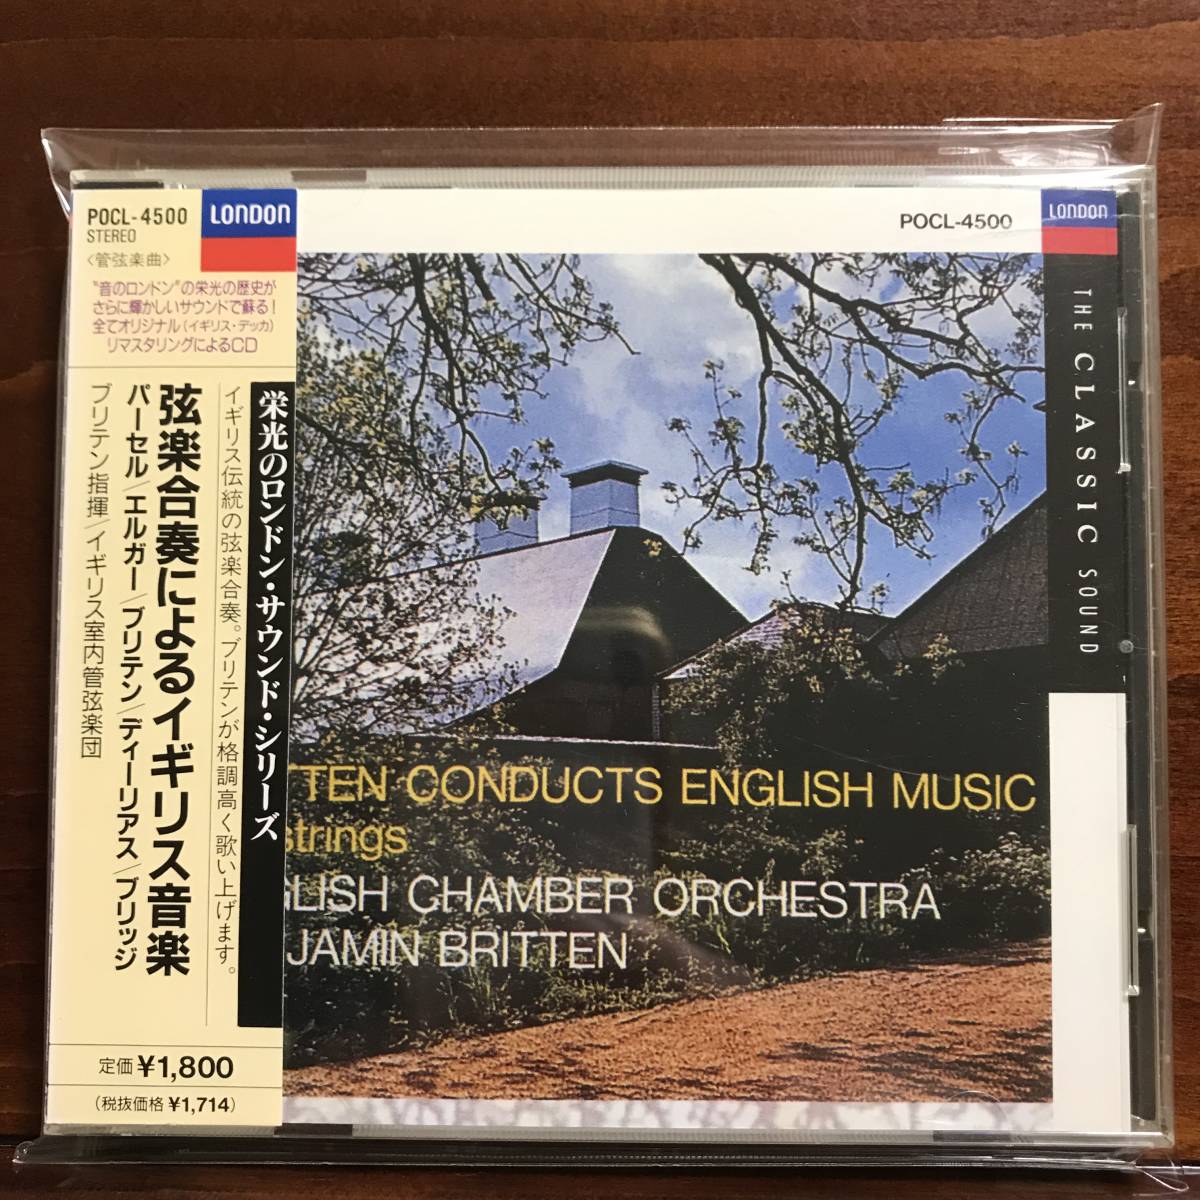 POCL-4500
STEREO
LONDON
〈管弦楽曲〉
"音のロンドン"の栄光の歴史が
さらに輝かしいサウンドで蘇る!
全てオリジナル(イギリス・デッカ)
リマスタリングによるCD
栄光のロンドン・サウンド・シリーズ
イギリス伝統の弦楽合奏。ブリテンが格調高く歌い上げます。
弦楽合奏によるイギリス音楽
パーセル/エルガー/ブリテン/ディーリアス/ブリッジ
ブリテン指揮/イギリス室内管弦楽団
定価 ¥1,800
(税抜価格 ¥1,714)
POCL-4500
LONDON
THE CLASSIC SOUND
TTEN CONDUCTS ENGLISH MUSIC
strings
GLISH CHAMBER ORCHESTRA
JAMIN BRITTEN